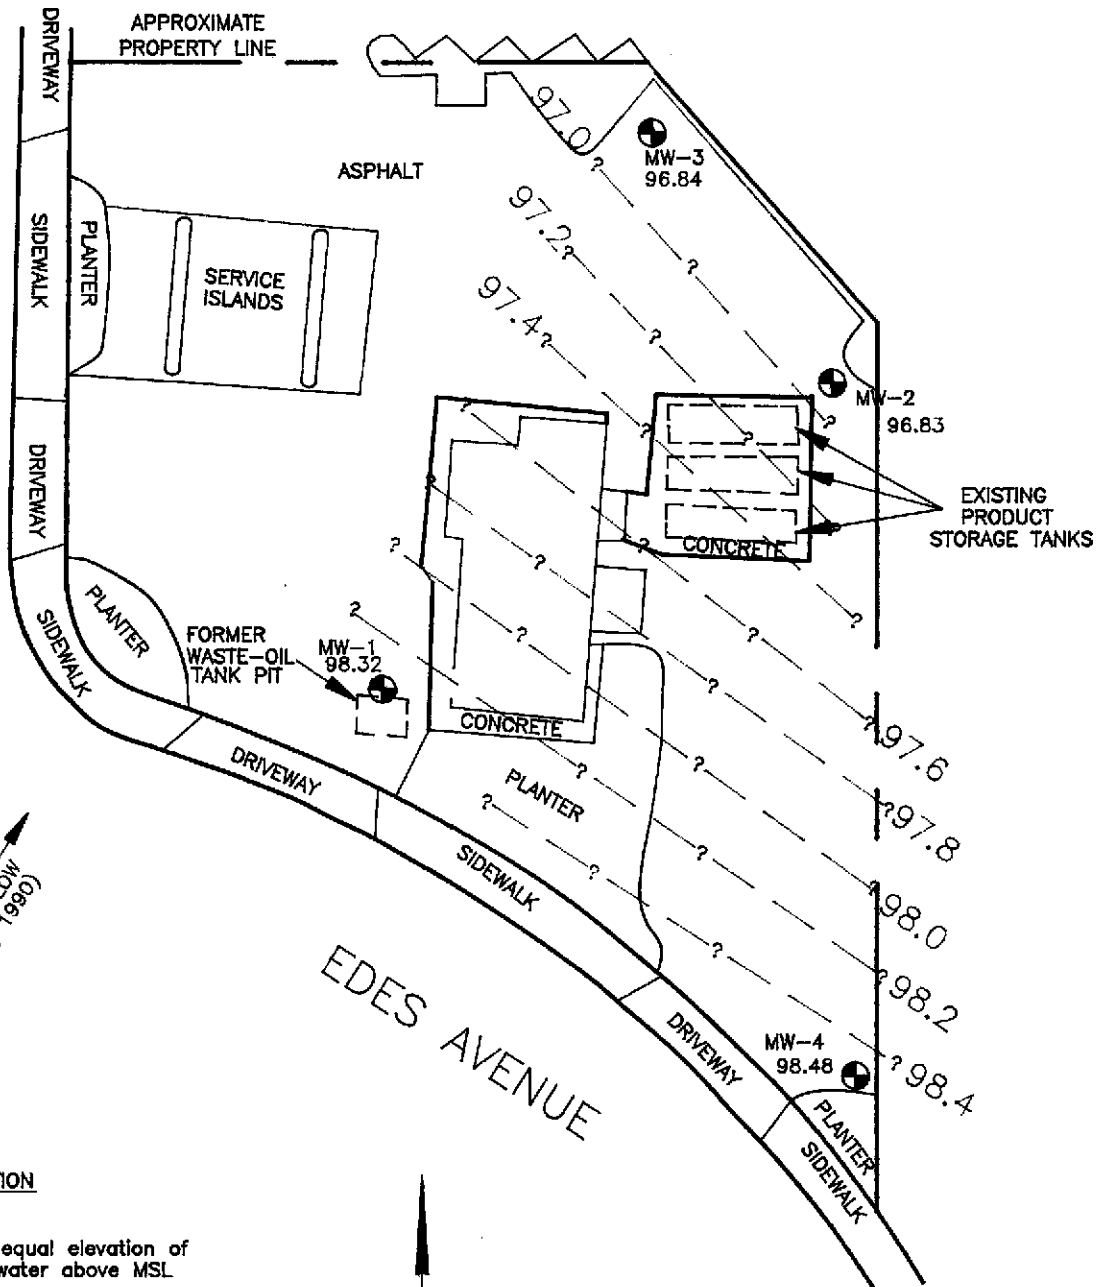 DRIVEWAY
APPROXIMATE
PROPERTY LINE
97.0
?
MW-3
96.84
ASPHALT
97.2
?
SIDEWALK
PLANTER
SERVICE
ISLANDS
?
97.4
?
?
?
MW-2
96.83
?
?
?
?
DRIVEWAY
?
EXISTING
PRODUCT
STORAGE TANKS
?
CONCRETE
?
?
?
PLANTER
SIDEWALK
FORMER
WASTE-OIL
TANK PIT
MW-1
98.32
?
?
?
?
?
?
97.6
CONCRETE
DRIVEWAY
PLANTER
?
?
?
97.8
?
SIDEWALK
?
?
?
98.0
LOW
1990)
EDES AVENUE
?
?
98.2
DRIVEWAY
MW-4
98.48
?
98.4
PLANTER
SIDEWALK
ION
equal elevation of
water above MSL